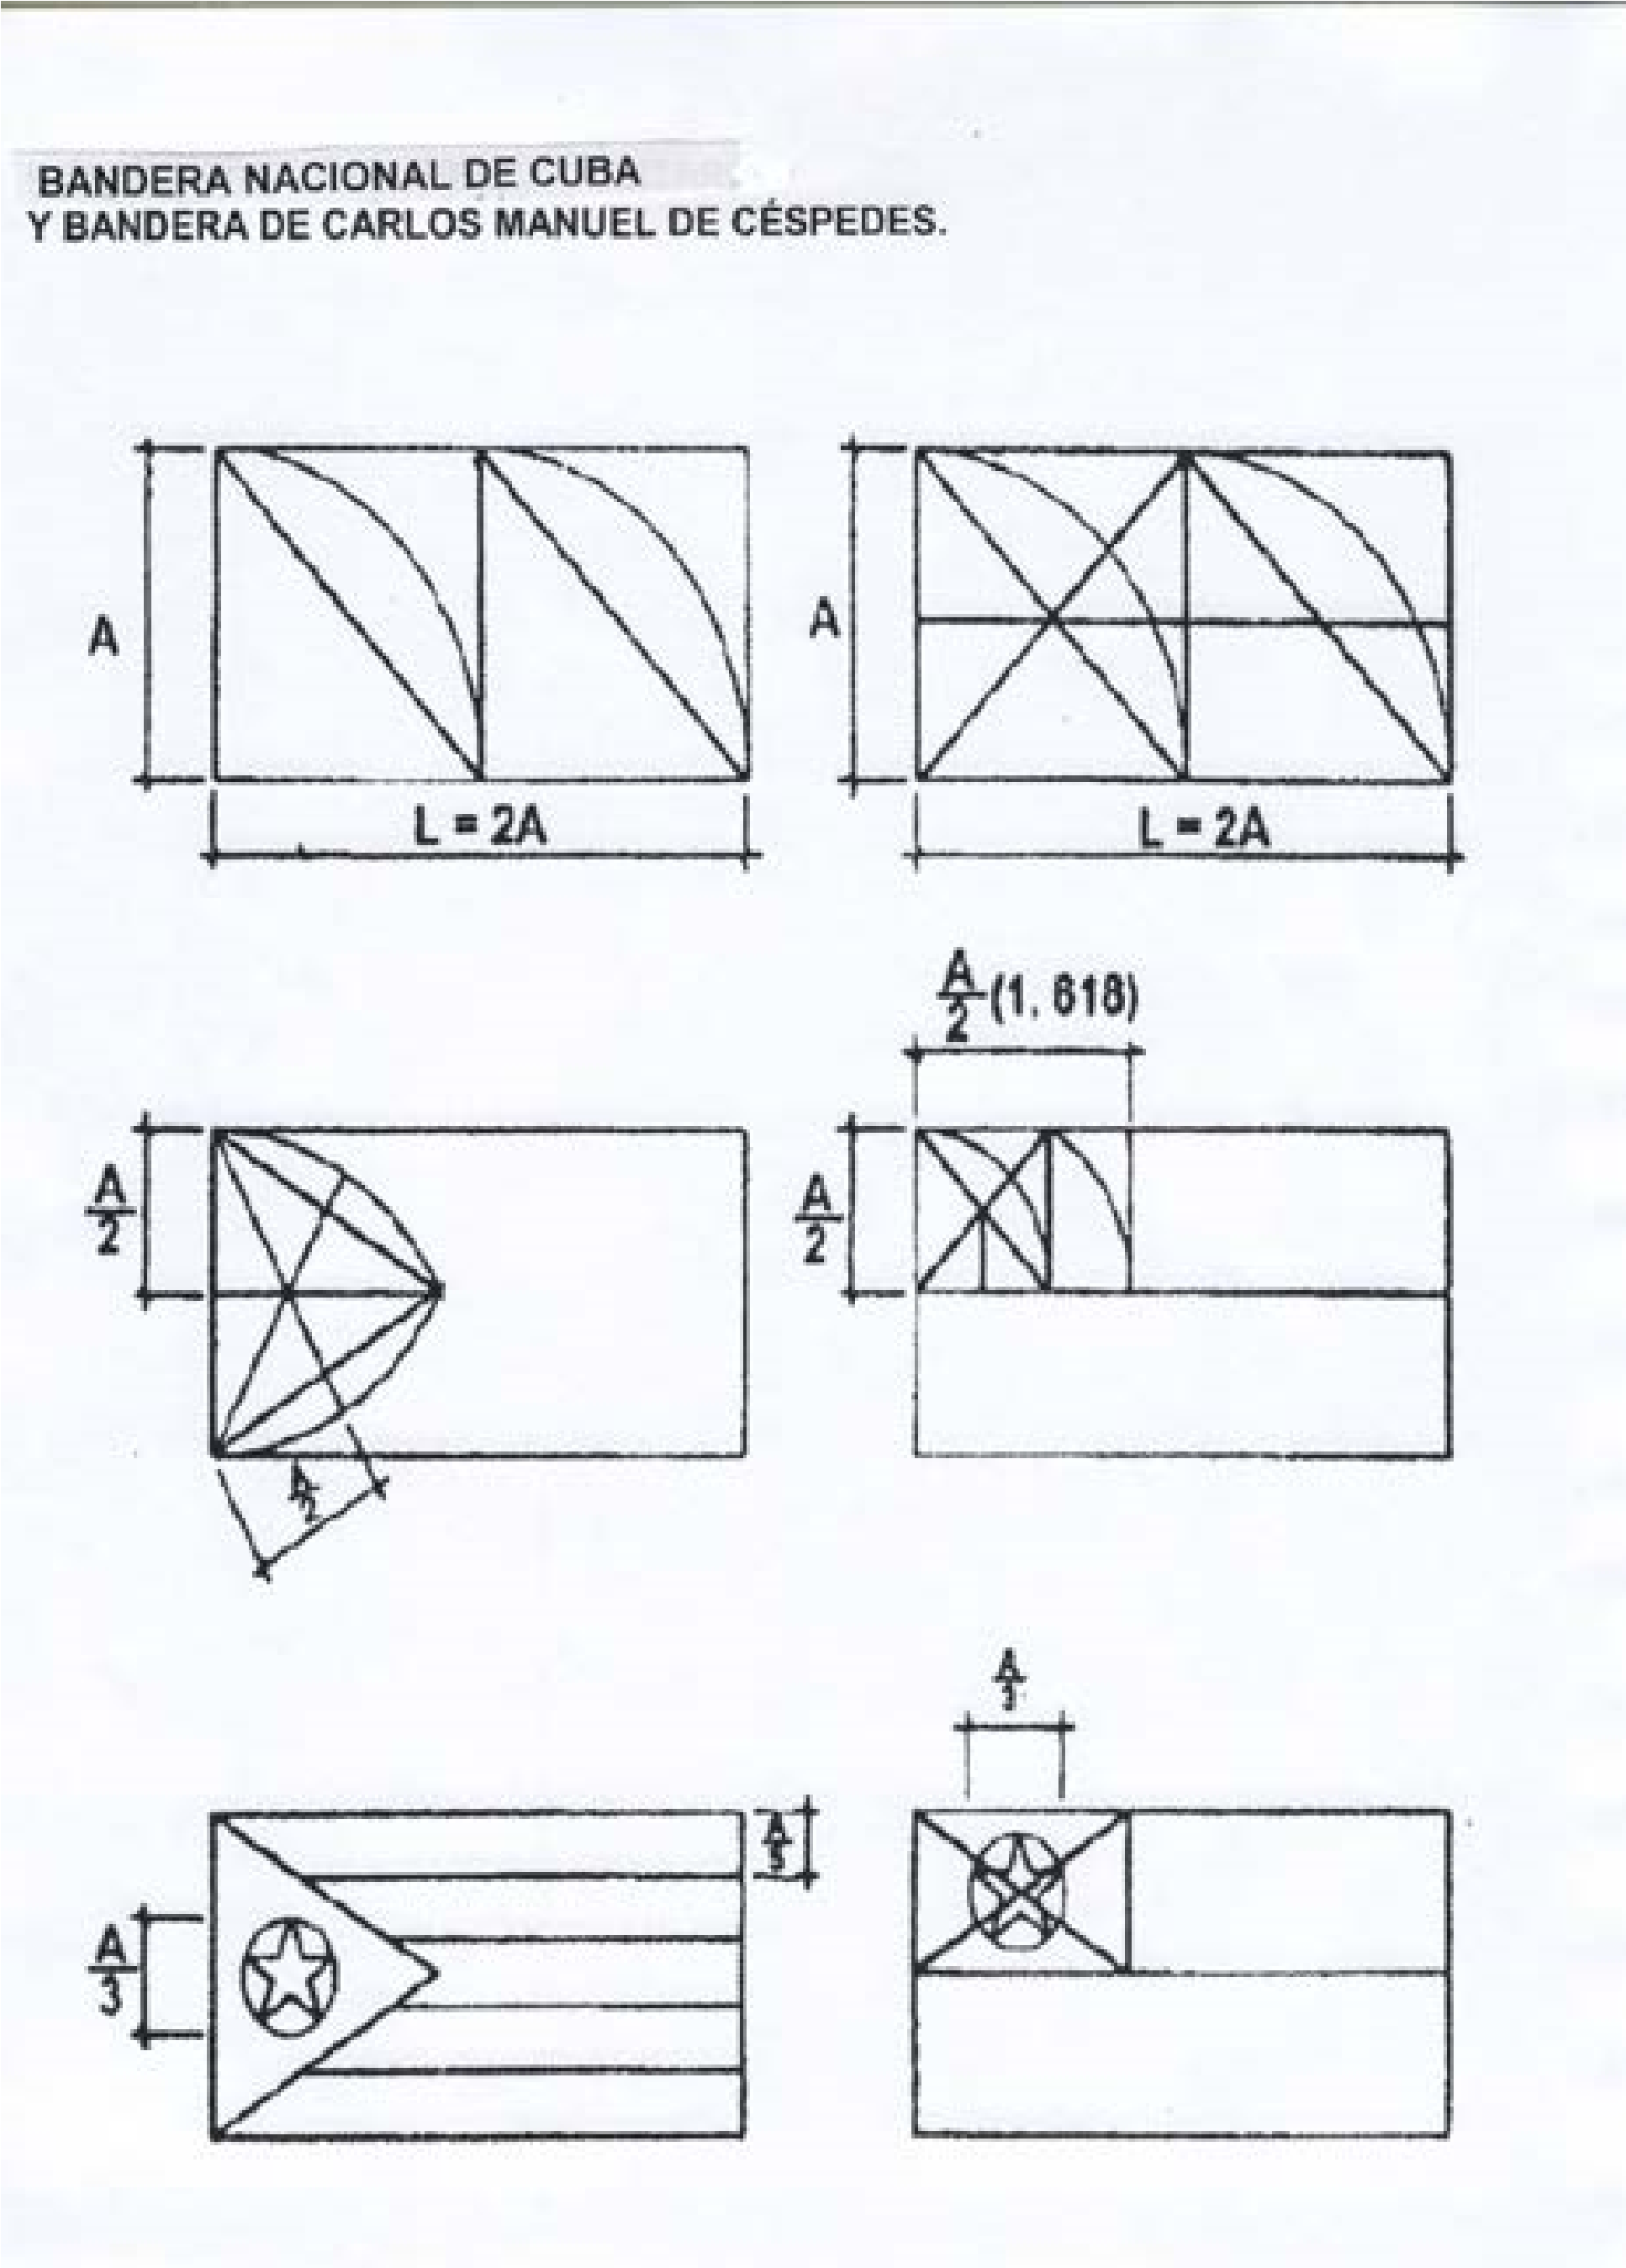 BANDERA NACIONAL DE CUBA
Y BANDERA DE CARLOS MANUEL DE CÉSPEDES.
A
A
L = 2A
L = 2A
A
2
(1, 618)
A
2
A
2
A
2
A
3
A
5
A
3